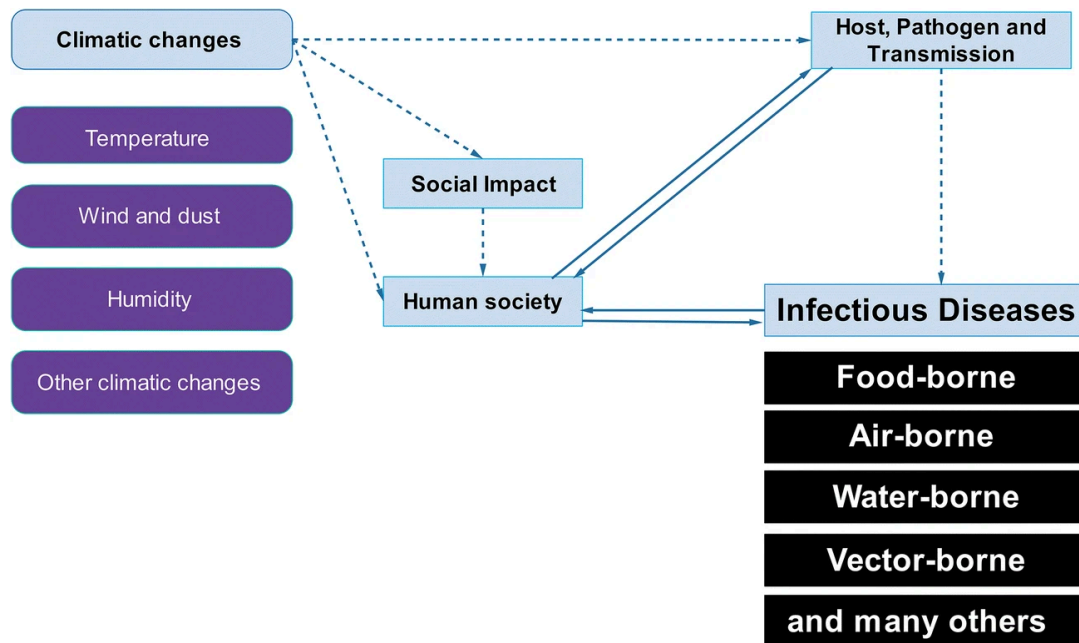 Climatic changes
Temperature
Wind and dust
Humidity
Other climatic changes
Social Impact
Human society
Host, Pathogen and
Transmission
Infectious Diseases
Food-borne
Air-borne
Water-borne
Vector-borne
and many others